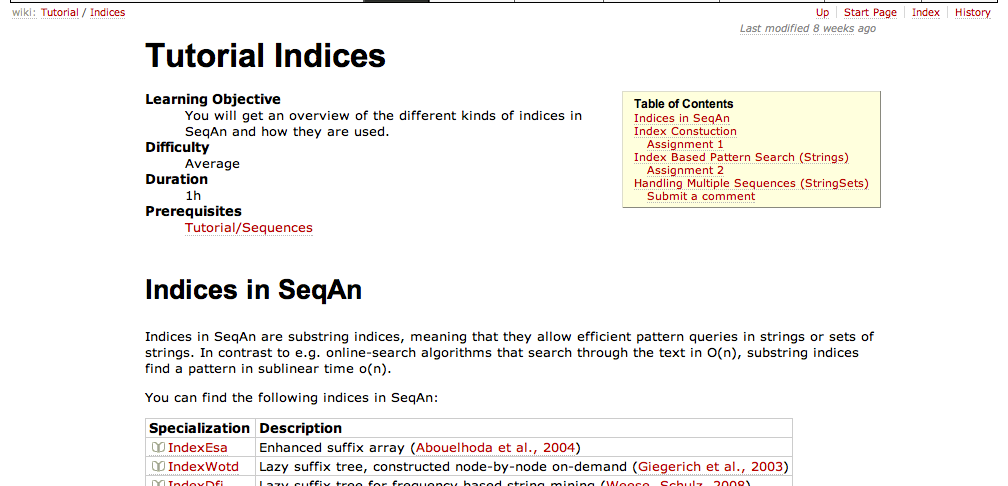 wiki: Tutorial / Indices
Up Start Page Index History
Last modified 8 weeks ago
Tutorial Indices
Learning Objective
You will get an overview of the different kinds of indices in
SeqAn and how they are used.
Difficulty
Average
Duration
1h
Prerequisites
Tutorial/Sequences
Table of Contents
Indices in SeqAn
Index Constuction
Assignment 1
Index Based Pattern Search (Strings)
Assignment 2
Handling Multiple Sequences (StringSets)
Submit a comment
Indices in SeqAn
Indices in SeqAn are substring indices, meaning that they allow efficient pattern queries in strings or sets of
strings. In contrast to e.g. online-search algorithms that search through the text in O(n), substring indices
find a pattern in sublinear time o(n).
You can find the following indices in SeqAn:
Specialization Description
IndexEsa Enhanced suffix array (Abouelhoda et al., 2004)
IndexWotd Lazy suffix tree, constructed node-by-node on-demand (Giegerich et al., 2003)
IndexDfi Lazy suffix tree for frequency based string mining (Weese, Schulz, 2008)